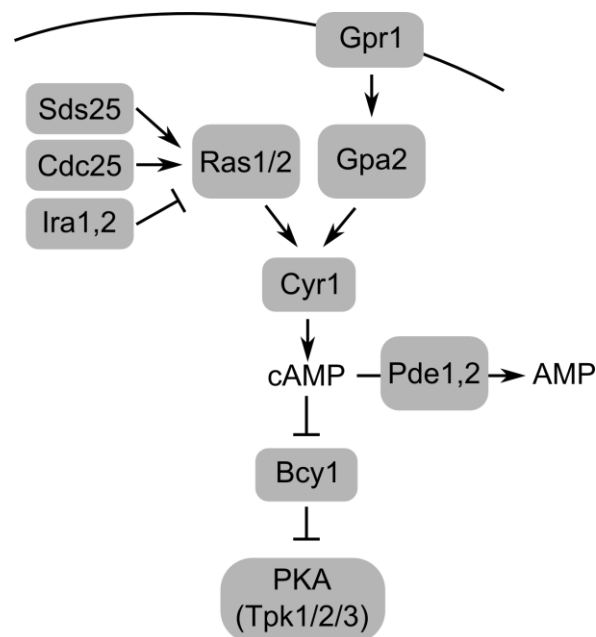 Gpr1
Sds25
Cdc25
Ira1,2
Ras1/2
Gpa2
Cyr1
cAMP
Pde1,2
AMP
Bcy1
PKA
(Tpk1/2/3)